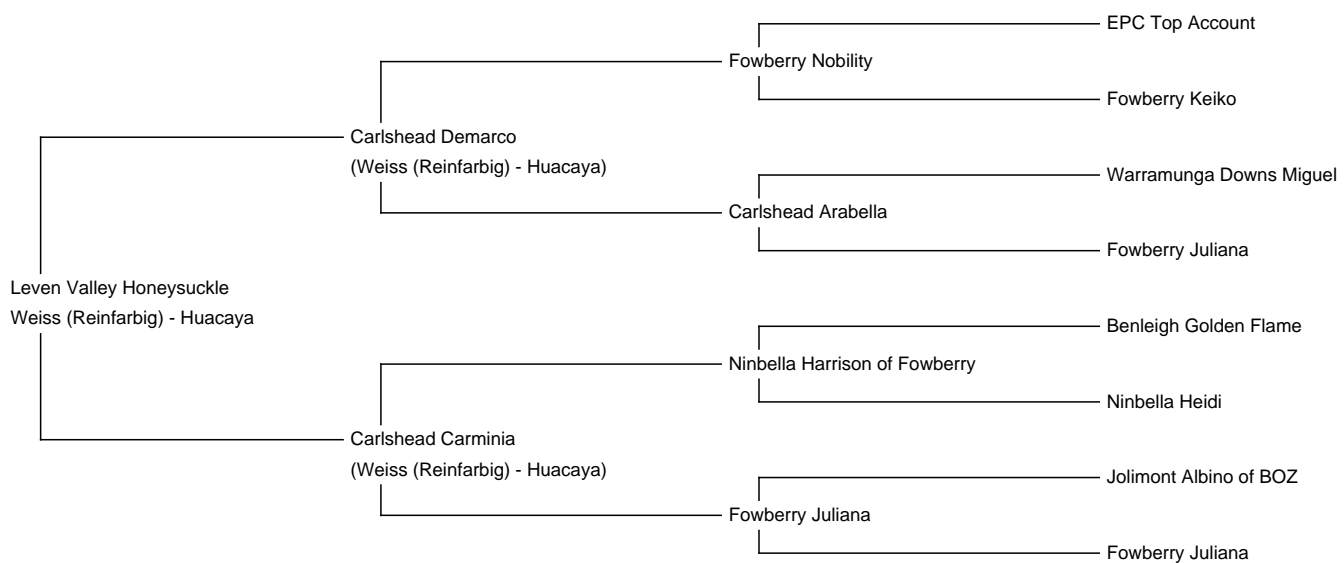 EPC Top Account
Fowberry Nobility
Fowberry Keiko
Carlshead Demarco
(Weiss (Reinfarbig) - Huacaya)
Warramunga Downs Miguel
Carlshead Arabella
Fowberry Juliana
Leven Valley Honeysuckle
Weiss (Reinfarbig) - Huacaya
Benleigh Golden Flame
Ninbella Harrison of Fowberry
Ninbella Heidi
Carlshead Carminia
(Weiss (Reinfarbig) - Huacaya)
Jolimont Albino of BOZ
Fowberry Juliana
Fowberry Juliana